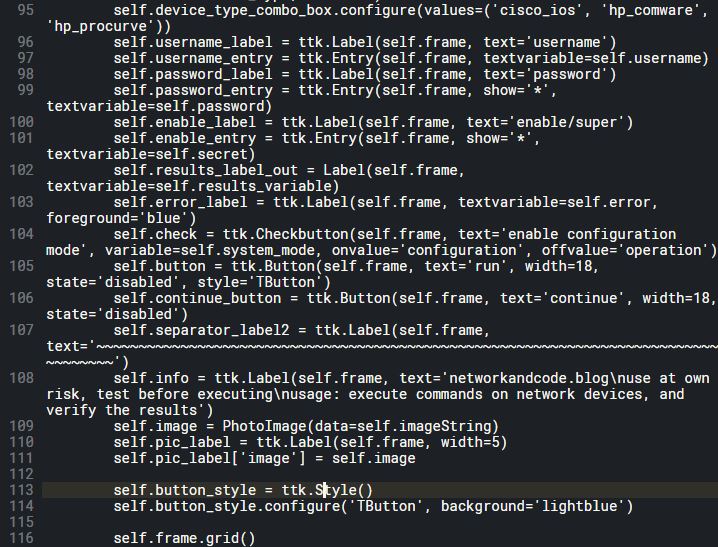 95 self.device_type_combo_box.configure(values=('cisco_ios', 'hp_comware',
'hp_procurve'))
96 self.username_label = ttk.Label(self.frame, text='username')
97 self.username_entry = ttk.Entry(self.frame, textvariable=self.username)
98 self.password_label = ttk.Label(self.frame, text='password')
99 self.password_entry = ttk.Entry(self.frame, show='*',
textvariable=self.password)
100 self.enable_label = ttk.Label(self.frame, text='enable/super')
101 self.enable_entry = ttk.Entry(self.frame, show='*',
textvariable=self.secret)
102 self.results_label_out = Label(self.frame,
textvariable=self.results_variable)
103 self.error_label = ttk.Label(self.frame, textvariable=self.error,
foreground='blue')
104 self.check = ttk.Checkbutton(self.frame, text='enable configuration
mode', variable=self.system_mode, onvalue='configuration', offvalue='operation')
105 self.button = ttk.Button(self.frame, text='run', width=18,
state='disabled', style='TButton')
106 self.continue_button = ttk.Button(self.frame, text='continue', width=18,
state='disabled')
107 self.separator_label2 = ttk.Label(self.frame,
text='~~~~~~~~~~~~~~~~~~~~~~~~~~~~~~~~~~~~~~~~~~~~~~~~~~~~~~~~~~~~~~~~~~~~~~~~~~
~~~~~~~~')
108 self.info = ttk.Label(self.frame, text='networkandcode.blog\nuse at own
risk, test before executing\nusage: execute commands on network devices, and
verify the results')
109 self.image = PhotoImage(data=self.imageString)
110 self.pic_label = ttk.Label(self.frame, width=5)
111 self.pic_label['image'] = self.image
112
113 self.button_style = ttk.Style()
114 self.button_style.configure('TButton', background='lightblue')
115
116 self.frame.grid()